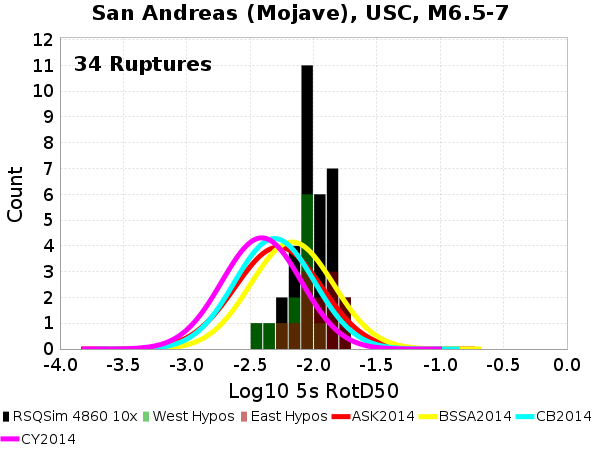 San Andreas (Mojave), USC, M6.5-7
34 Ruptures
Count
12
11
10
9
8
7
6
5
4
3
2
1
0
-4.0 -3.5 -3.0 -2.5 -2.0 -1.5 -1.0 -0.5 0.0
Log10 5s RotD50
RSQSim 4860 10x West Hypos East Hypos ASK2014 BSSA2014 CB2014
CY2014